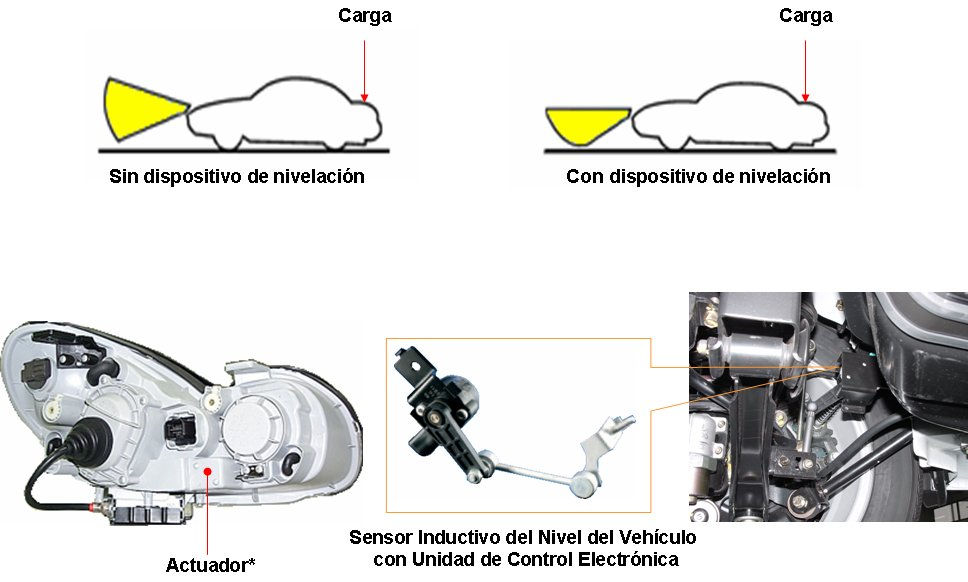 Carga
Carga
Sin dispositivo de nivelación
Con dispositivo de nivelación
Sensor Inductivo del Nivel del Vehículo
con Unidad de Control Electrónica
Actuador*